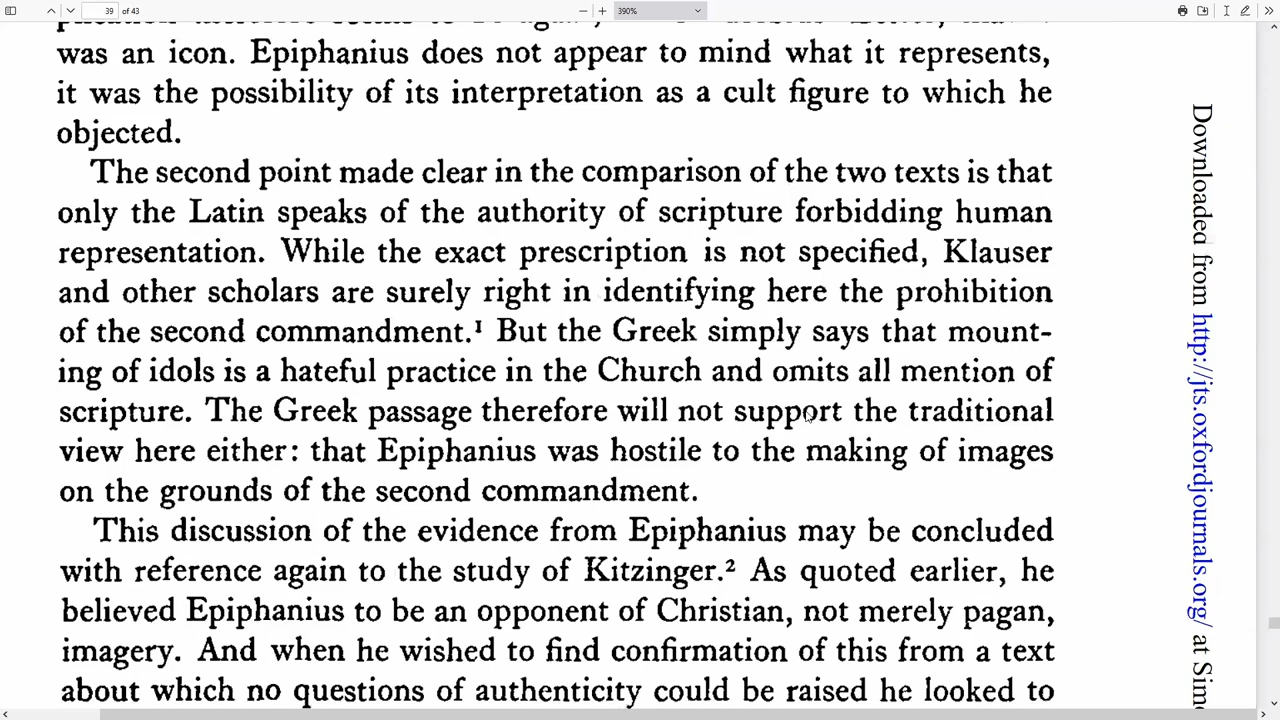 39 of 43
390%
was an icon. Epiphanius does not appear to mind what it represents,
it was the possibility of its interpretation as a cult figure to which he
objected.
The second point made clear in the comparison of the two texts is that
only the Latin speaks of the authority of scripture forbidding human
representation. While the exact prescription is not specified, Klauser
and other scholars are surely right in identifying here the prohibition
of the second commandment.¹ But the Greek simply says that mount-
ing of idols is a hateful practice in the Church and omits all mention of
scripture. The Greek passage therefore will not support the traditional
view here either: that Epiphanius was hostile to the making of images
on the grounds of the second commandment.
This discussion of the evidence from Epiphanius may be concluded
with reference again to the study of Kitzinger.² As quoted earlier, he
believed Epiphanius to be an opponent of Christian, not merely pagan,
imagery. And when he wished to find confirmation of this from a text
about which no questions of authenticity could be raised he looked to
Downloaded from http://jts.oxfordjournals.org/ at